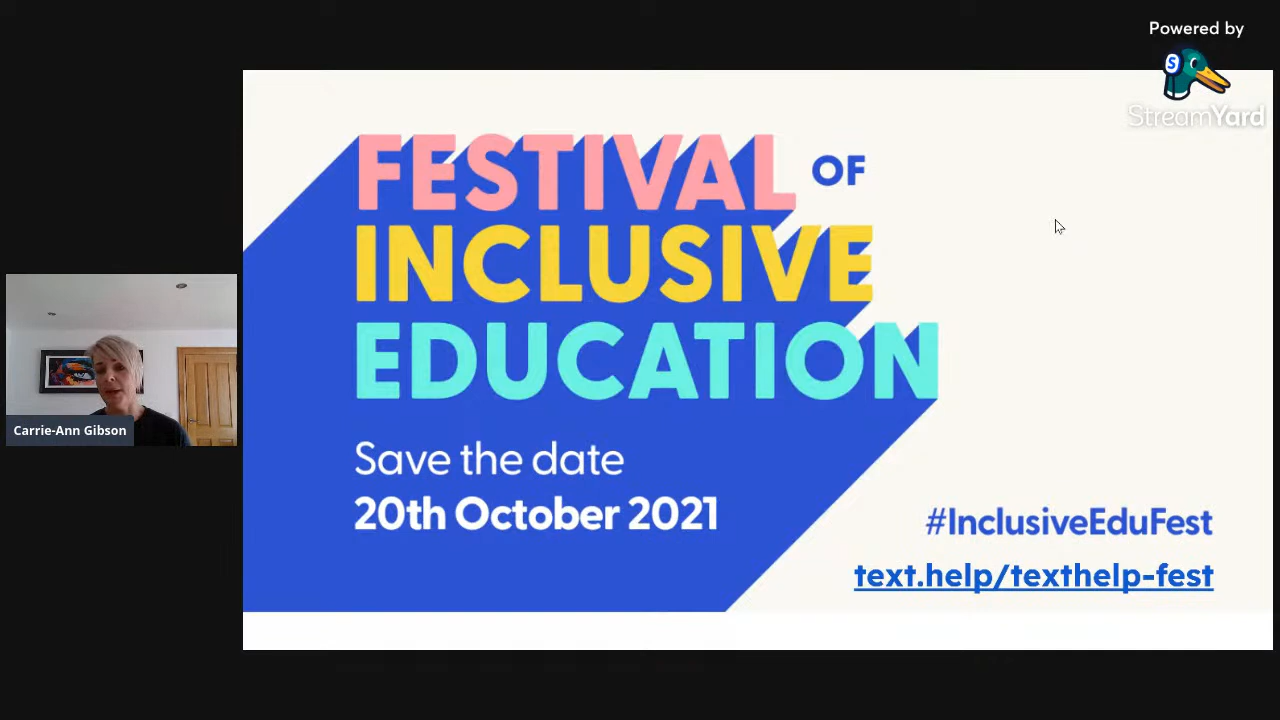 Powered by
S
StreamYard
FESTIVAL OF
INCLUSIVE
EDUCATION
Save the date
20th October 2021
#InclusiveEduFest
text.help/texthelp-fest
Carrie-Ann Gibson